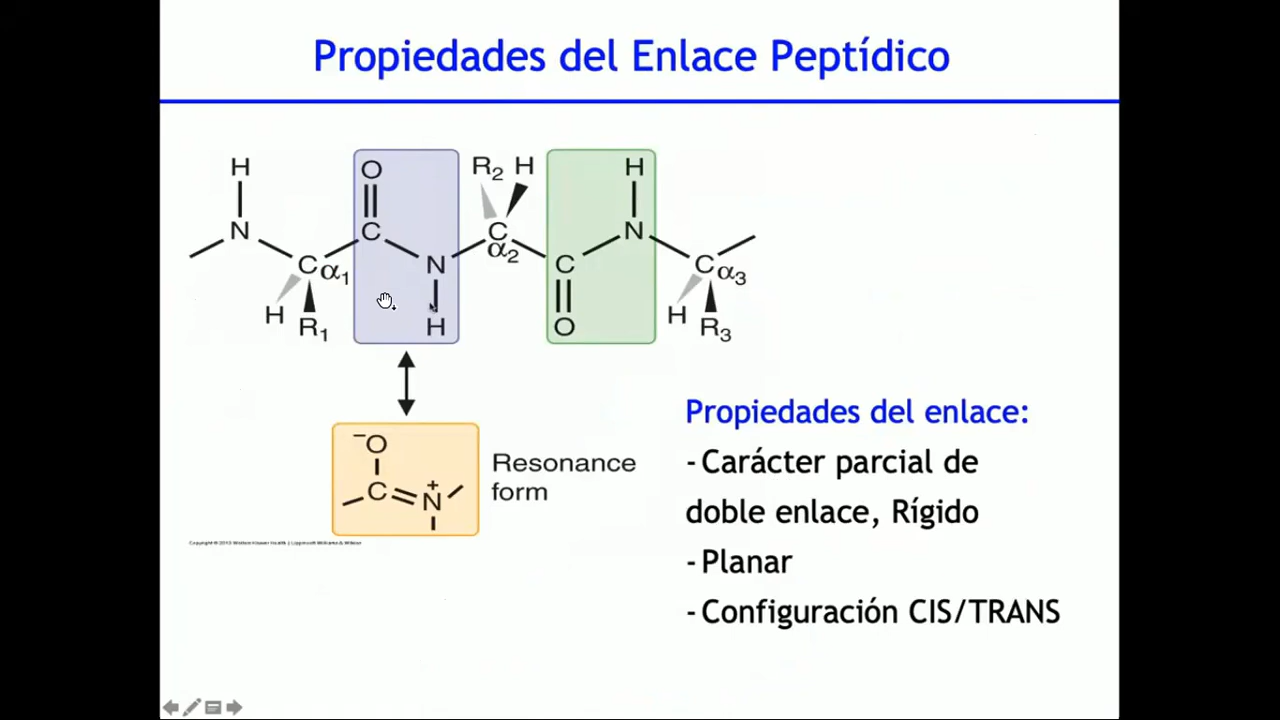 Propiedades del Enlace Peptídico
H O R2 H H
N C Cα2 N
Cα1 N C Cα3
H R1 H O H R3
−O
C N+
Resonance
form
Propiedades del enlace:
-Carácter parcial de
doble enlace, Rígido
-Planar
-Configuración CIS/TRANS